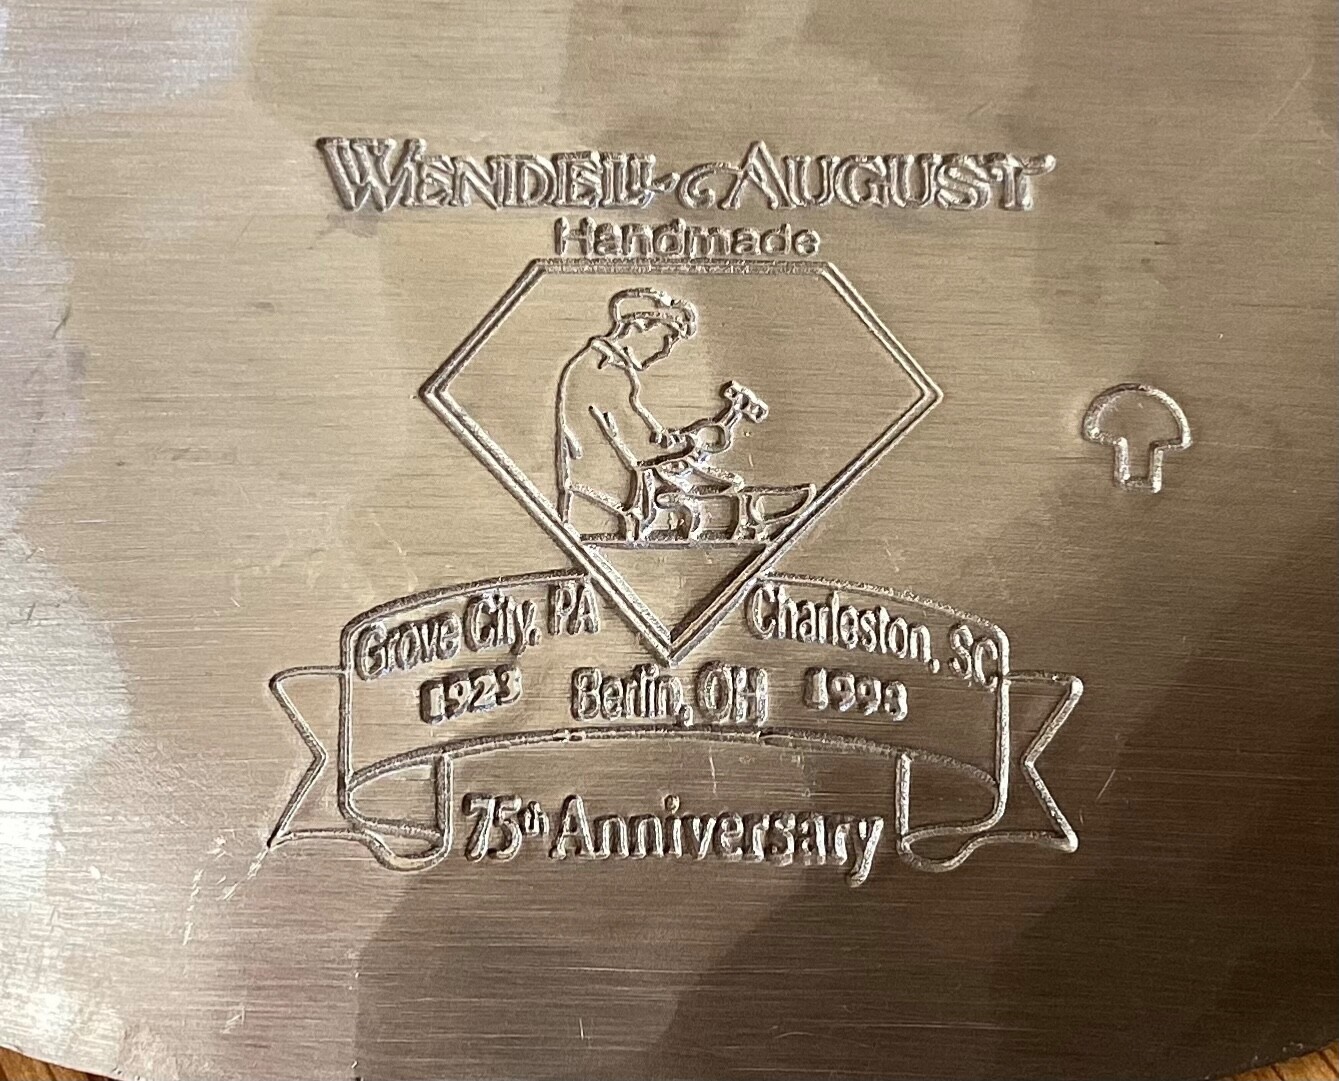 WENDELL AUGUST
Handmade
Grove City, PA
Charleston, SC
1923
Berlin, OH
1998
75th Anniversary